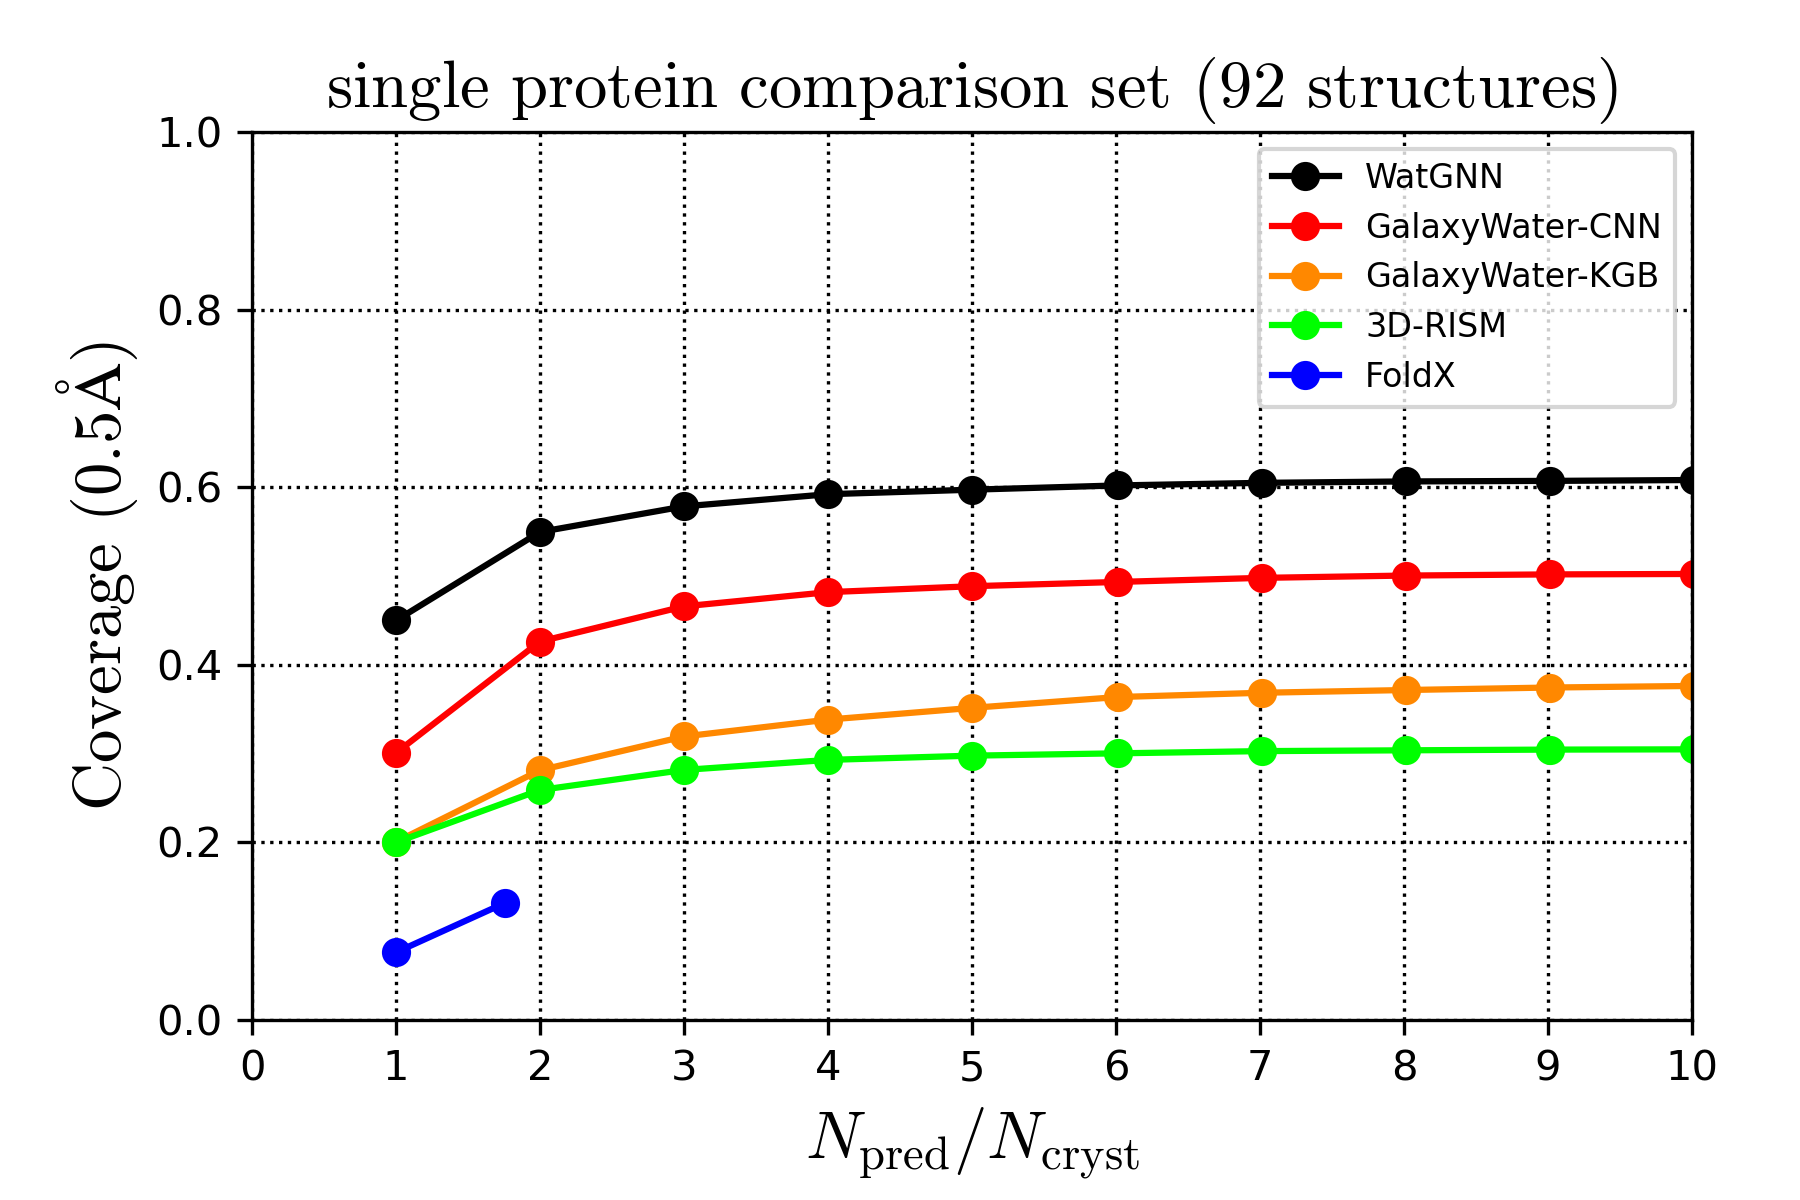 single protein comparison set (92 structures)
1.0
0.8
0.6
0.4
0.2
0.0
Coverage (0.5Å)
WatGNN
GalaxyWater-CNN
GalaxyWater-KGB
3D-RISM
FoldX
0 1 2 3 4 5 6 7 8 9 10
N_pred/N_cryst